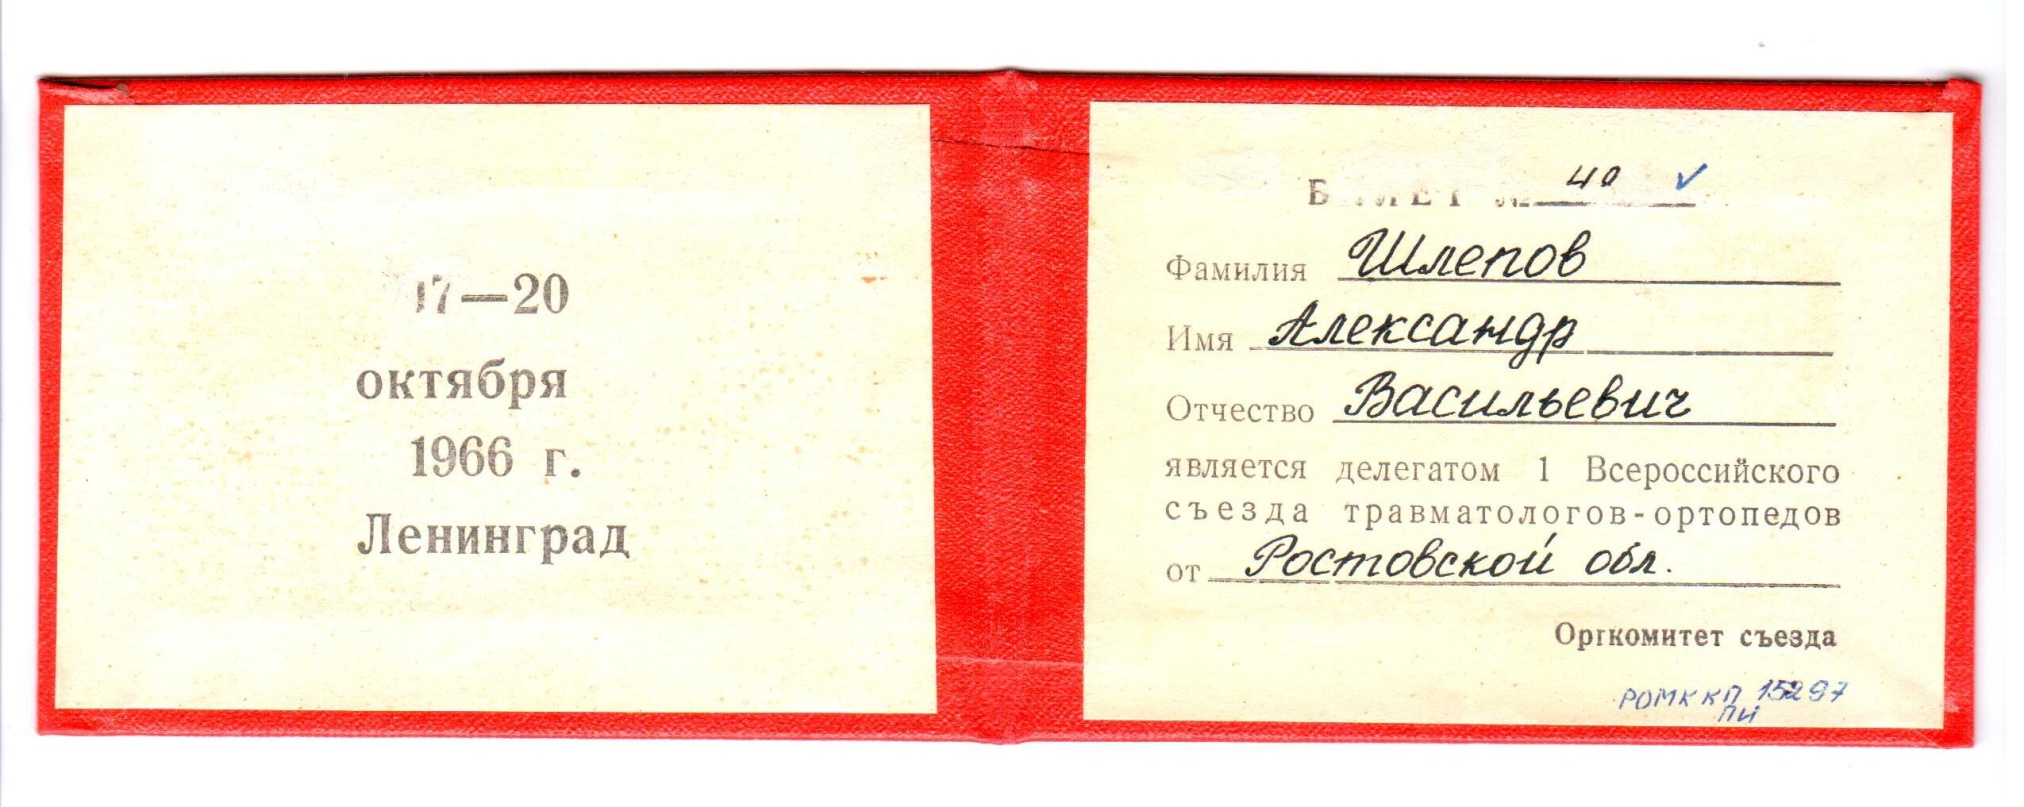 17—20
октября
1966 г.
Ленинград
БИЛЕТ №
Фамилия Шлепов
Имя Александр
Отчество Васильевич
является делегатом 1 Всероссийского
съезда травматологов-ортопедов
от Ростовской обл.
Оргкомитет съезда
РОМК КП 15297
ПИ